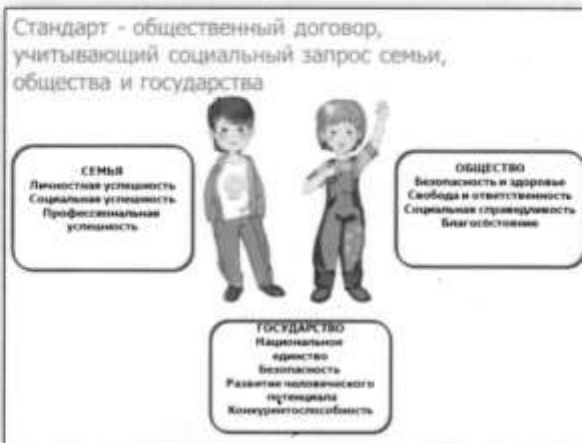 Стандарт - общественный договор,
учитывающий социальный запрос семьи,
общества и государства
СЕМЬЯ
Личностная успешность
Социальная успешность
Профессиональная
успешность
ОБЩЕСТВО
Безопасность и здоровье
Свобода и ответственность
Социальная справедливость
Благосостояние
ГОСУДАРСТВО
Национальное
единство
Безопасность
Развитие человеческого
потенциала
Конкурентоспособность